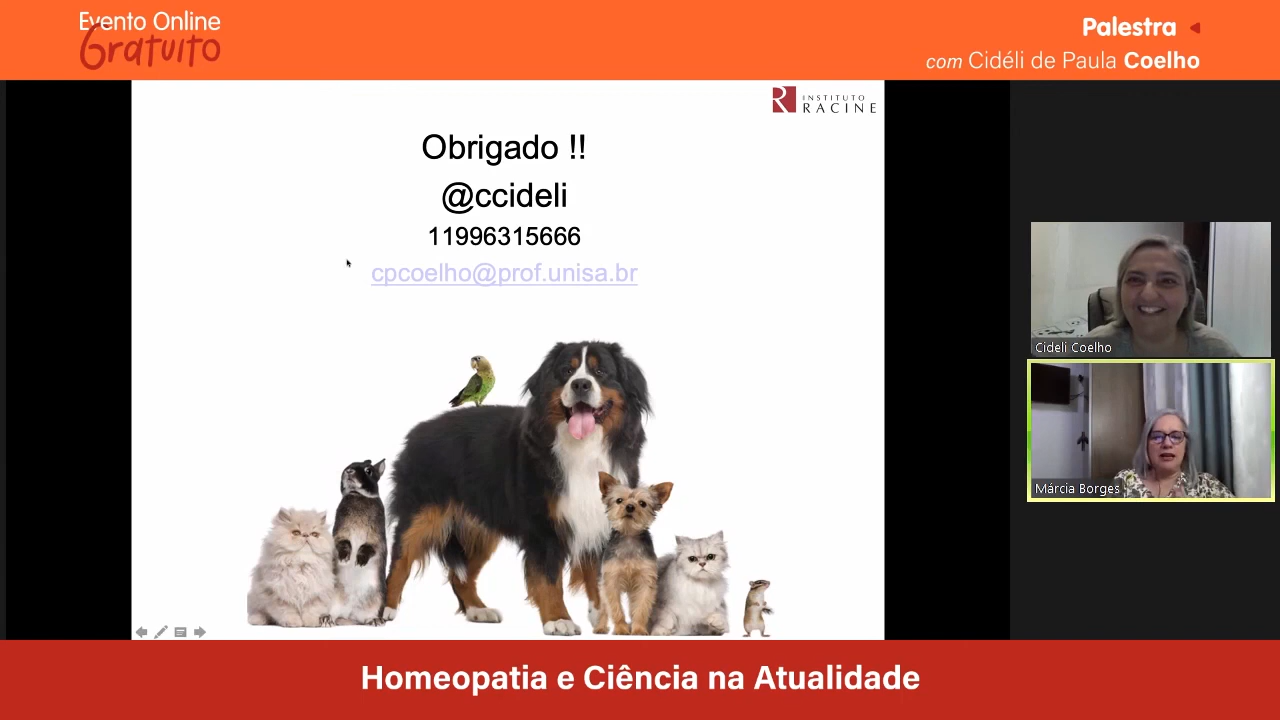 Evento Online
Gratuito
Palestra
com Cidéli de Paula Coelho
INSTITUTO
RACINE
Obrigado !!
@ccideli
11996315666
cpcoelho@prof.unisa.br
Cideli Coelho
Márcia Borges
Homeopatia e Ciência na Atualidade